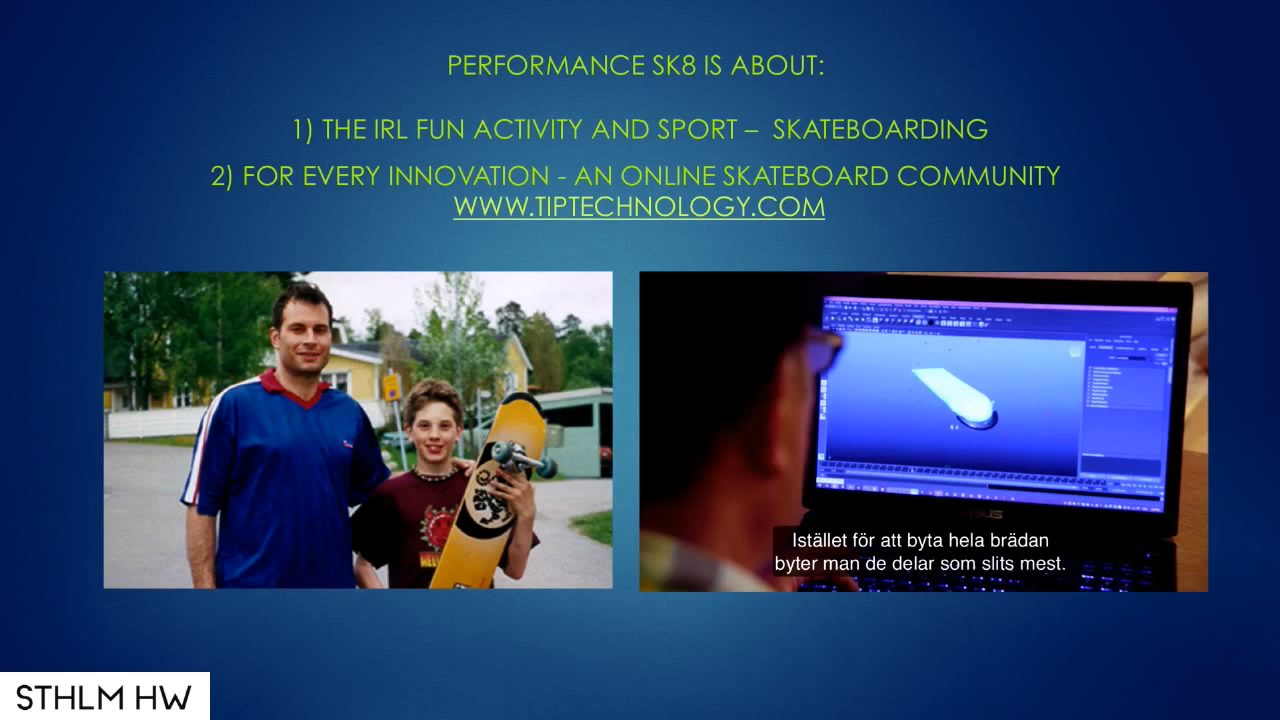 PERFORMANCE SK8 IS ABOUT:
1) THE IRL FUN ACTIVITY AND SPORT – SKATEBOARDING
2) FOR EVERY INNOVATION - AN ONLINE SKATEBOARD COMMUNITY
WWW.TIPTECHNOLOGY.COM
ASUS
Istället för att byta hela brädan
byter man de delar som slits mest.
STHLM HW